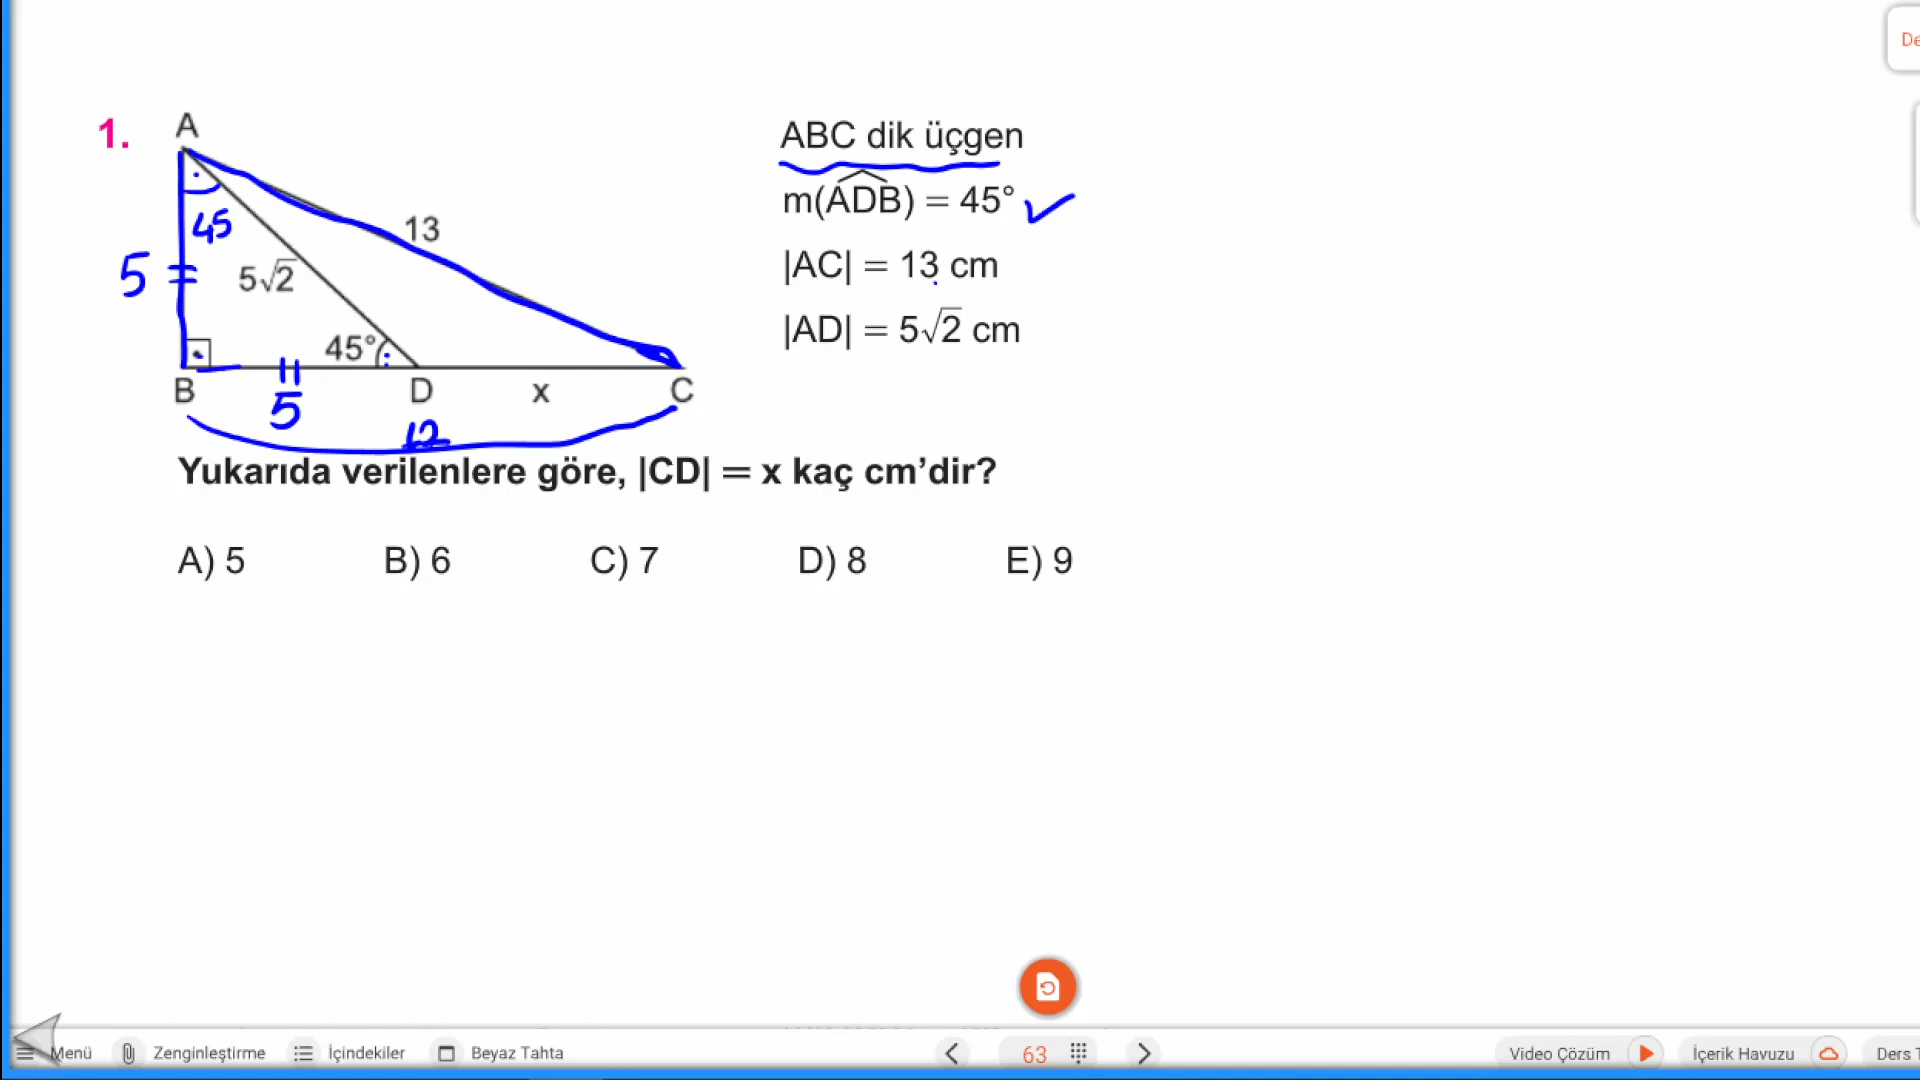 De
1.
A
ABC dik üçgen
m(ADB) = 45°
45
13
5
5√2
|AC| = 13 cm
|AD| = 5√2 cm
45°
B
D
x
C
5
12
Yukarıda verilenlere göre, |CD| = x kaç cm'dir?
A) 5 B) 6 C) 7 D) 8 E) 9
Menü Zenginleştirme İçindekiler Beyaz Tahta 63 Video Çözüm İçerik Havuzu Ders